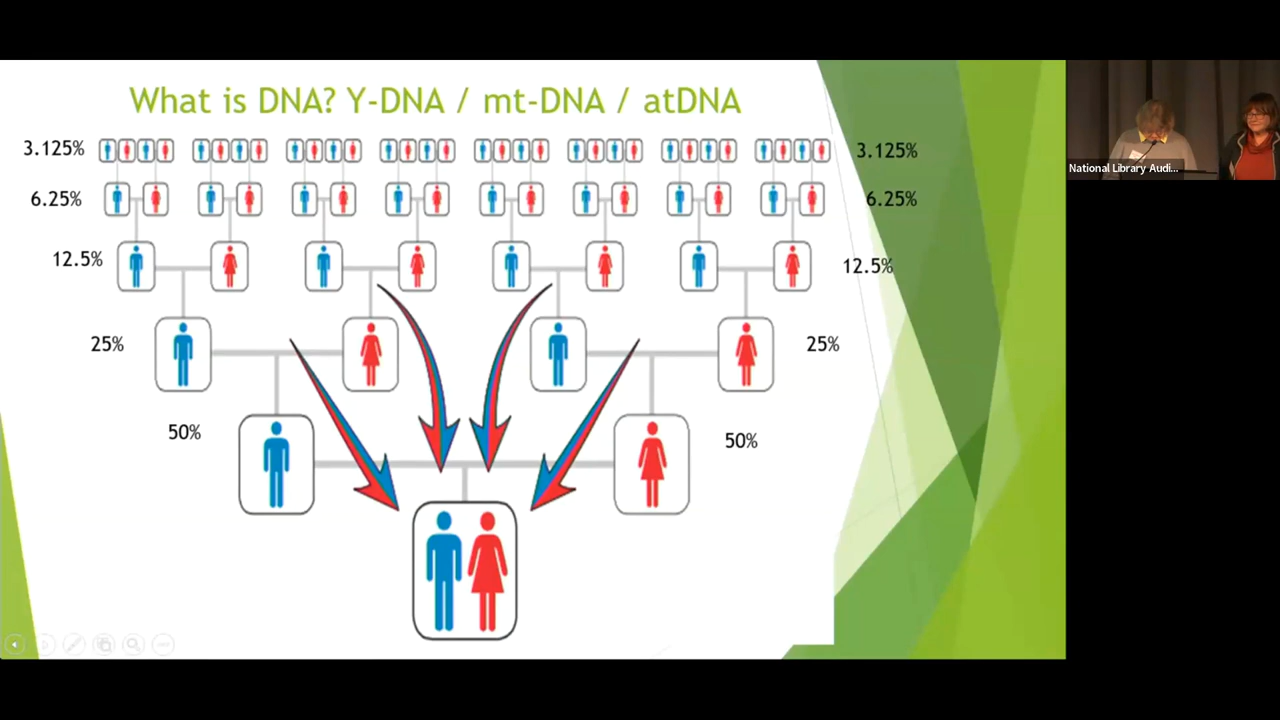 What is DNA? Y-DNA / mt-DNA / atDNA
3.125% 3.125%
6.25% 6.25%
12.5% 12.5%
25% 25%
50% 50%
National Library Audi...